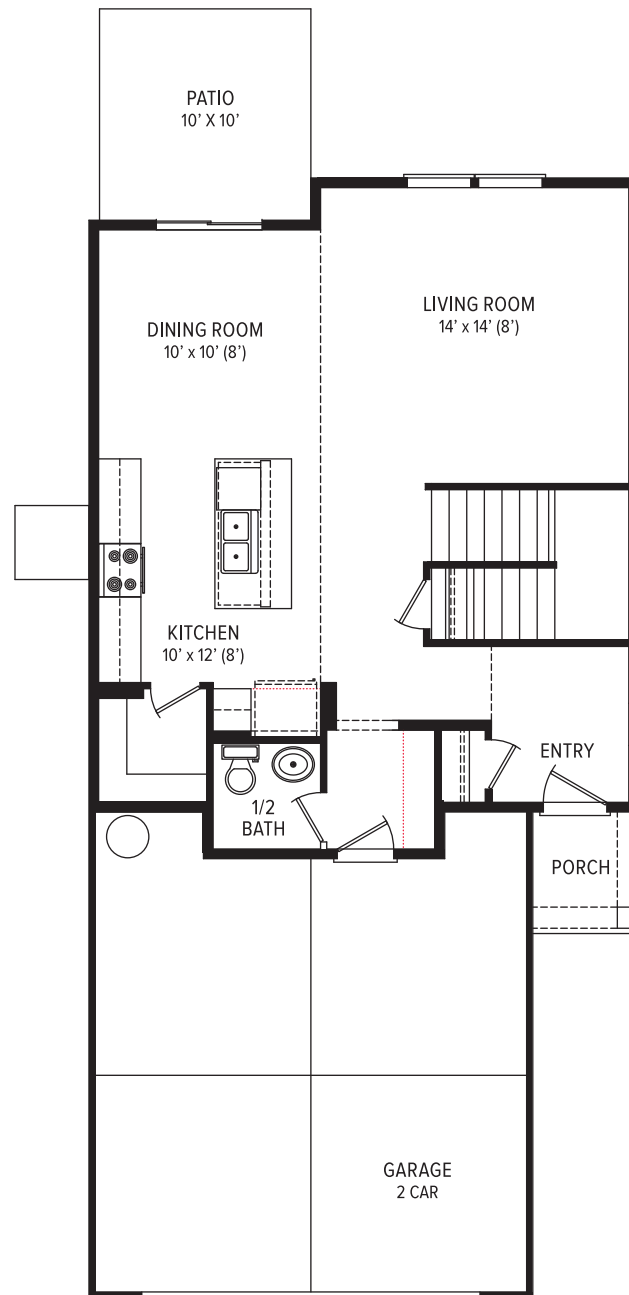 PATIO
10’ X 10’
LIVING ROOM
14’ x 14’ (8’)
DINING ROOM
10’ x 10’ (8’)
KITCHEN
10’ x 12’ (8’)
ENTRY
1/2
BATH
PORCH
GARAGE
2 CAR